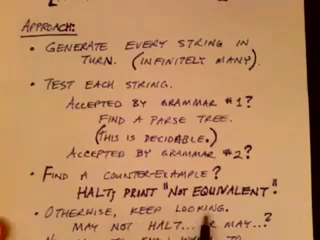 APPROACH:
• GENERATE EVERY STRING IN
TURN. (INFINITELY MANY).
• TEST EACH STRING.
ACCEPTED BY GRAMMAR #1?
FIND A PARSE TREE.
(THIS IS DECIDABLE.)
ACCEPTED BY GRAMMAR #2?
• FIND A COUNTER-EXAMPLE?
HALT; PRINT "NOT EQUIVALENT."
• OTHERWISE, KEEP LOOKING.
MAY NOT HALT... OR MAY...?